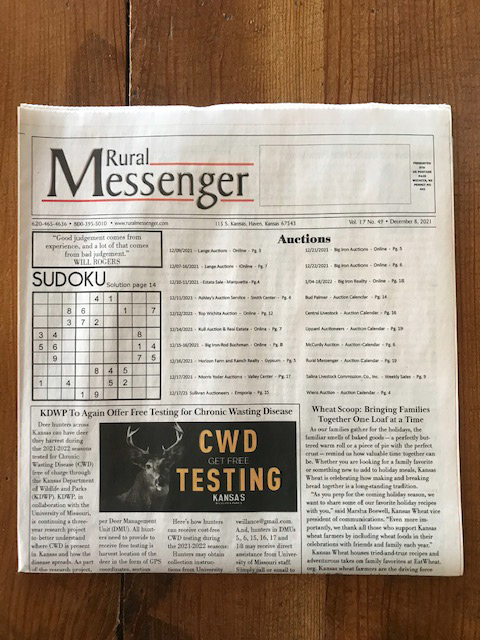 Rural
Messenger
PRESORTED
STD
US POSTAGE
PAID
WICHITA, KS
PERMIT NO
620-465-4636 • 800-395-5010 • www.ruralmessenger.com
115 S. Kansas, Haven, Kansas 67543
Vol. 17 No. 49 • December 8, 2021
"Good judgement comes
from experience, and a lot of that comes
from bad judgement."
WILL ROGERS
SUDOKU Solution page 14
4 1
8 6 1 7
3 7 2
3 4 8
5 6 1 4
9 7 5
8 4 5
1 4 5 2
1 9
Auctions
12/09/2021 - Lange Auctions - Online - Pg. 3
12/07-16/2021 - Lange Auctions - Online - Pg.
12/10-11/2021 - Estate Sale - Marquette - Pg.4
12/11/2021 - Ashley's Auction Service - Smith Center - Pg.4
12/12/2021 - Bop Wichita Auction - Online - Pg. 12
12/14/2021 - Kull Auction & Real Estate - Online - Pg. 7
12/15-16/2021 - Big Iron-Rod Buchman - Online - Pg. 8
12/16/2021 - Horizon Farm and Ranch Realty - Gypsum - Pg. 5
12/17/2021 - Morris Yoder Auctions - Valley Center - Pg. 17
12/17/21 Sullivan Auctioneers - Emporia - Pg. 15
12/21/2021 - Big Iron Auctions - Online - Pg. 5
12/22/2021 - Big Iron Auctions - Online - Pg. 6
1/04-18/2022 - Big Iron Realty - Online - Pg. 18
Bud Palmer - Auction Calendar - Pg. 14
Central Livestock - Auction Calendar - Pg. 18
Lippard Auctioneers - Auction Calendar - Pg. 19
McCurdy Auction - Auction Calendar - Pg. 6
Rural Messenger - Auction Calendar - Pg. 19
Salina Livestock Commission Co., Inc. - Weekly Sales - Pg. 9
Wiens Auction - Auction Calendar - Pg. 4
KDWP To Again Offer Free Testing for Chronic Wasting Disease
Deer hunters across
Kansas can have deer
they harvest during
the 2021-2022 seasons
tested for Chronic
Wasting Disease (CWD)
free of charge through
the Kansas Department
of Wildlife and Parks
(KDWP). KDWP, in
collaboration with the
University of Missouri,
is continuing a three-
year research project
to better understand
where CWD is present
in Kansas and how the
disease spreads. As part
of the research project,
CWD
GET FREE
TESTING
KANSAS
per Deer Management
Unit (DMU). All hunt-
ers need to provide to
receive free testing is
harvest location of the
deer in the form of GPS
coordinates, section
Here's how hunters
can receive cost-free
CWD testing during
the 2021-2022 seasons:
Hunters may obtain
collection instruc-
tions from University
veillance@gmail.com.
And, hunters in DMUs
5, 6, 15, 16, 17 and
18 may receive direct
assistance from Univer-
sity of Missouri staff.
Simply call or email to
Wheat Scoop: Bringing Families
Together One Loaf at a Time
As our families gather for the holidays, the
familiar smells of baked goods — a perfectly but-
tered warm roll or a piece of pie with the perfect
crust — remind us how valuable time together can
be. Whether you are looking for a family favorite
or something new to add to holiday meals, Kansas
Wheat is celebrating how making and breaking
bread together is a long-standing tradition.
"As you prep for the coming holiday season, we
want to share some of our favorite holiday recipes
with you," said Marsha Boswell, Kansas Wheat vice
president of communications. "Even more im-
portantly, we thank all those who support Kansas
wheat farmers by including wheat foods in their
celebrations with friends and family each year."
Kansas Wheat houses tried-and-true recipes and
adventurous takes on family favorites at EatWheat.
org. Kansas wheat farmers are the driving force